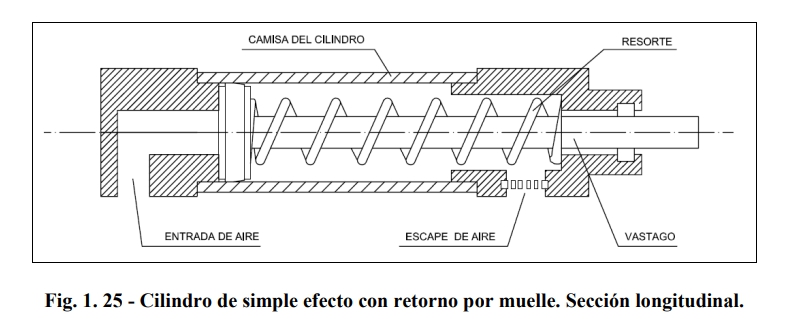 CAMISA DEL CILINDRO
RESORTE
ENTRADA DE AIRE
ESCAPE DE AIRE
VASTAGO
Fig. 1. 25 - Cilindro de simple efecto con retorno por muelle. Sección longitudinal.